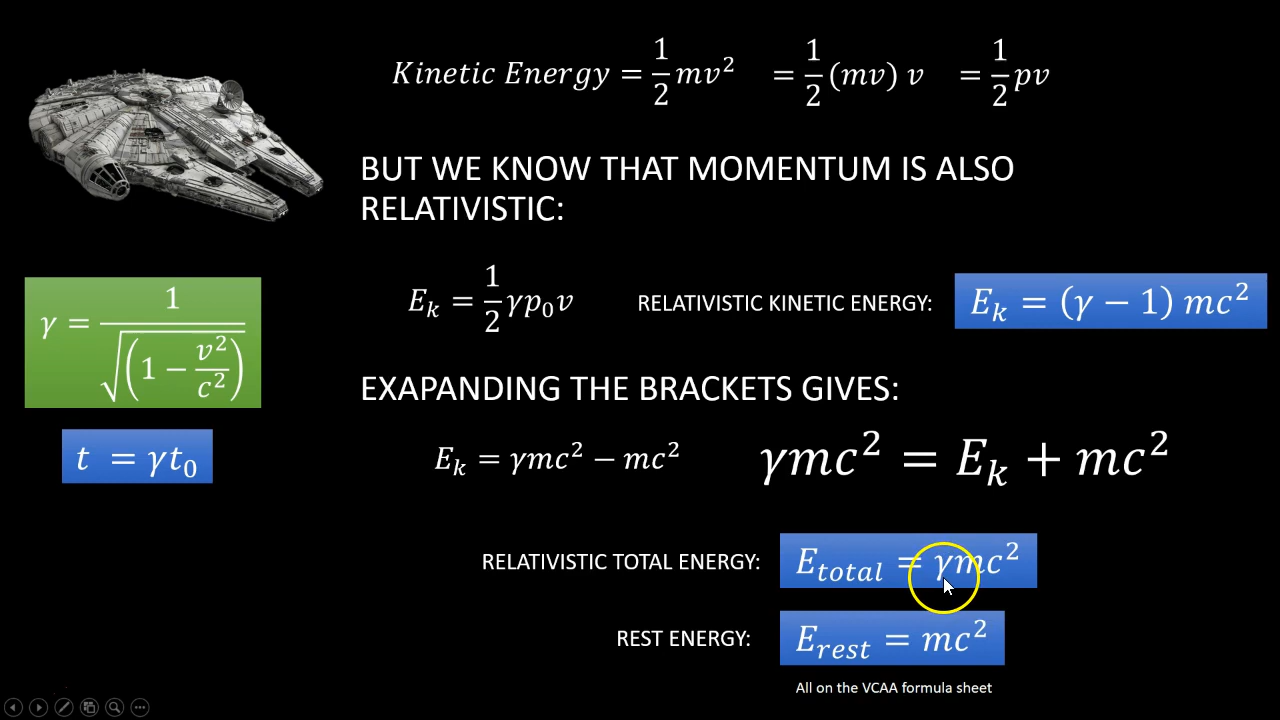 Kinetic Energy = 1/2 mv² = 1/2 (mv) v = 1/2 pv
BUT WE KNOW THAT MOMENTUM IS ALSO
RELATIVISTIC:
γ = 1/√(1 − v²/c²)
E_k = 1/2 γp₀v
RELATIVISTIC KINETIC ENERGY:
E_k = (γ − 1) mc²
EXAPANDING THE BRACKETS GIVES:
t = γt₀
E_k = γmc² − mc²
γmc² = E_k + mc²
RELATIVISTIC TOTAL ENERGY:
E_total = γmc²
REST ENERGY:
E_rest = mc²
All on the VCAA formula sheet